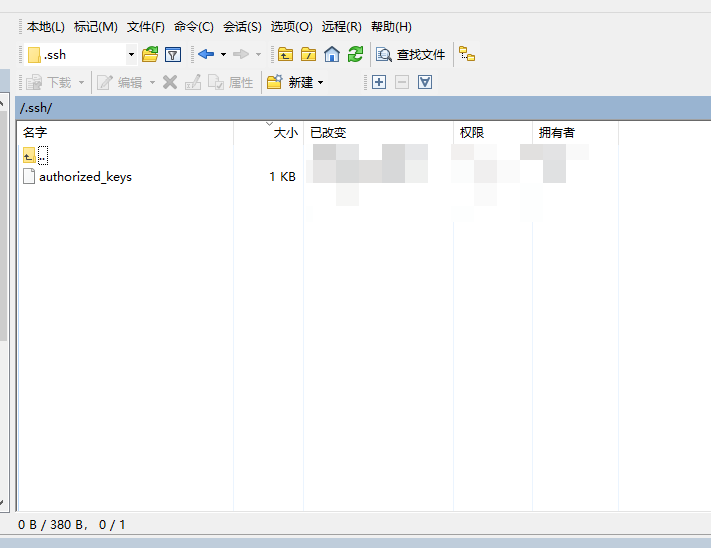 本地(L) 标记(M) 文件(F) 命令(C) 会话(S) 选项(O) 远程(R) 帮助(H)
.ssh 查找文件
下载 编辑 属性 新建
/.ssh/
名字 大小 已改变 权限 拥有者
..
authorized_keys 1 KB
0 B / 380 B， 0 / 1